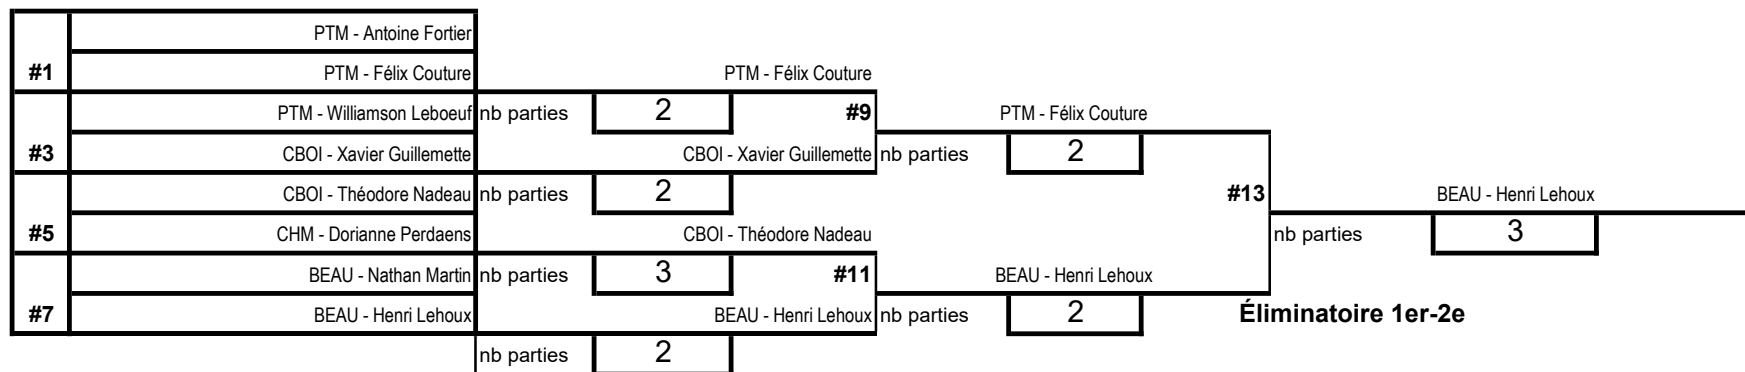 PTM - Antoine Fortier
#1 PTM - Félix Couture PTM - Félix Couture
PTM - Williamson Leboeuf nb parties 2 #9 PTM - Félix Couture
#3 CBOI - Xavier Guillemette CBOI - Xavier Guillemette nb parties 2
CBOI - Théodore Nadeau nb parties 2 #13 BEAU - Henri Lehoux
#5 CHM - Dorianne Perdaens CBOI - Théodore Nadeau nb parties 3
BEAU - Nathan Martin nb parties 3 #11 BEAU - Henri Lehoux
#7 BEAU - Henri Lehoux BEAU - Henri Lehoux nb parties 2 Éliminatoire 1er-2e
nb parties 2